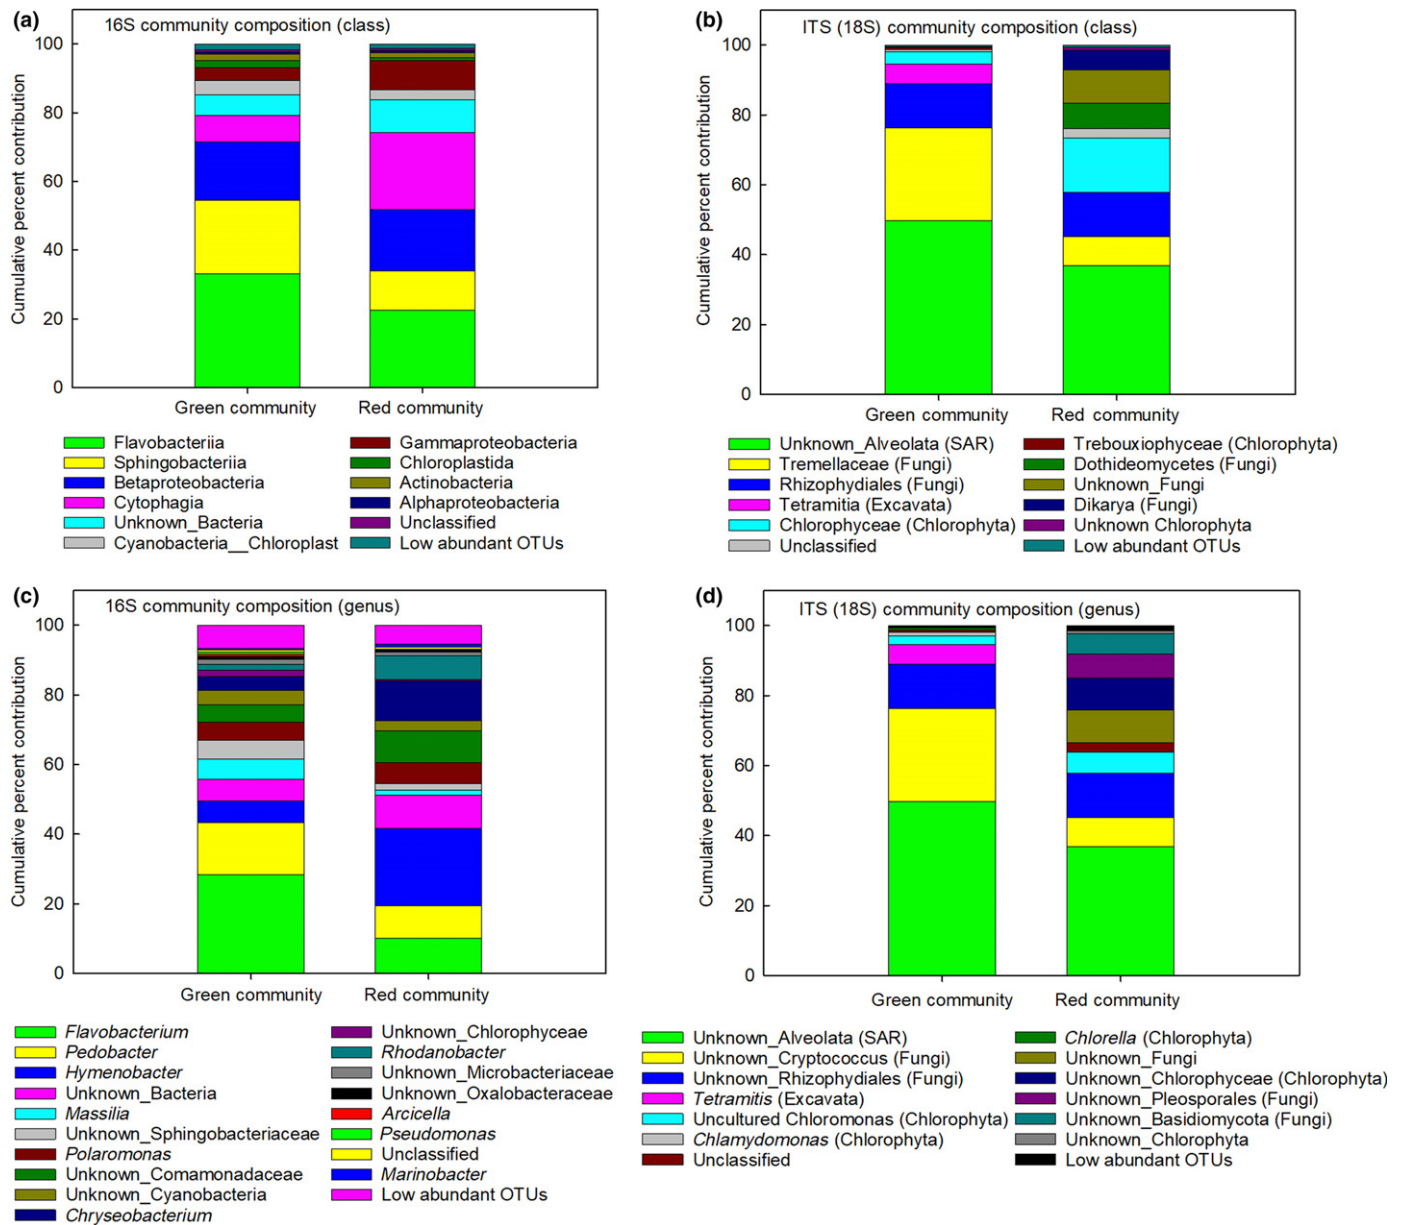 (a)
16S community composition (class)
Cumulative percent contribution
100
80
60
40
20
0
Green community
Red community
Flavobacteriia
Sphingobacteriia
Betaproteobacteria
Cytophagia
Unknown_Bacteria
Cyanobacteria__Chloroplast
Gammaproteobacteria
Chloroplastida
Actinobacteria
Alphaproteobacteria
Unclassified
Low abundant OTUs
(b)
ITS (18S) community composition (class)
Cumulative percent contribution
100
80
60
40
20
0
Green community
Red community
Unknown_Alveolata (SAR)
Tremellaceae (Fungi)
Rhizophydiales (Fungi)
Tetramitia (Excavata)
Chlorophyceae (Chlorophyta)
Unclassified
Trebouxiophyceae (Chlorophyta)
Dothideomycetes (Fungi)
Unknown_Fungi
Dikarya (Fungi)
Unknown Chlorophyta
Low abundant OTUs
(c)
16S community composition (genus)
Cumulative percent contribution
100
80
60
40
20
0
Green community
Red community
Flavobacterium
Pedobacter
Hymenobacter
Unknown_Bacteria
Massilia
Unknown_Sphingobacteriaceae
Polaromonas
Unknown_Comamonadaceae
Unknown_Cyanobacteria
Chryseobacterium
Unknown_Chlorophyceae
Rhodanobacter
Unknown_Microbacteriaceae
Unknown_Oxalobacteraceae
Arcicella
Pseudomonas
Unclassified
Marinobacter
Low abundant OTUs
(d)
ITS (18S) community composition (genus)
Cumulative percent contribution
100
80
60
40
20
0
Green community
Red community
Unknown_Alveolata (SAR)
Unknown_Cryptococcus (Fungi)
Unknown_Rhizophydiales (Fungi)
Tetramitis (Excavata)
Uncultured Chloromonas (Chlorophyta)
Chlamydomonas (Chlorophyta)
Unclassified
Chlorella (Chlorophyta)
Unknown_Fungi
Unknown_Chlorophyceae (Chlorophyta)
Unknown_Pleosporales (Fungi)
Unknown_Basidiomycota (Fungi)
Unknown_Chlorophyta
Low abundant OTUs